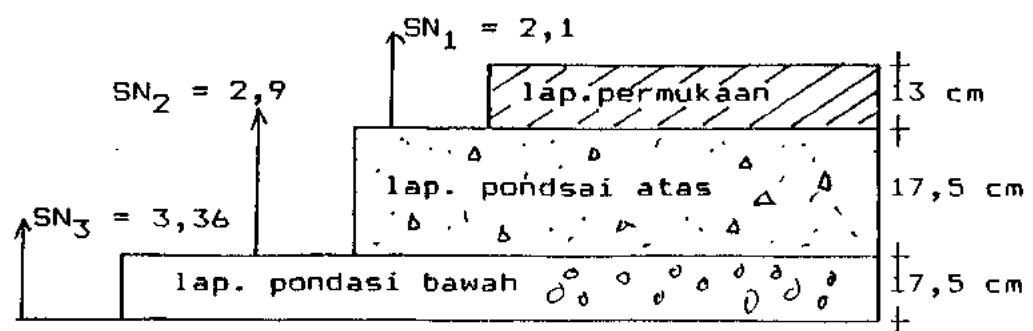 SN1 = 2,1
SN2 = 2,9
lap.permukaan
13 cm
lap. pondsai atas
17,5 cm
SN3 = 3,36
lap. pondasi bawah
17,5 cm